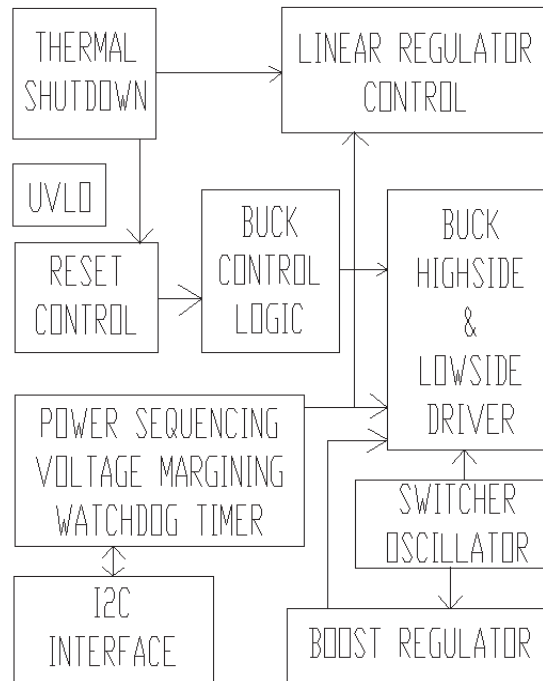 THERMAL
SHUTDOWN
LINEAR REGULATOR
CONTROL
UVLO
RESET
CONTROL
BUCK
CONTROL
LOGIC
BUCK
HIGHSIDE
&
LOWSIDE
DRIVER
POWER SEQUENCING
VOLTAGE MARGINING
WATCHDOG TIMER
SWITCHER
OSCILLATOR
I2C
INTERFACE
BOOST REGULATOR